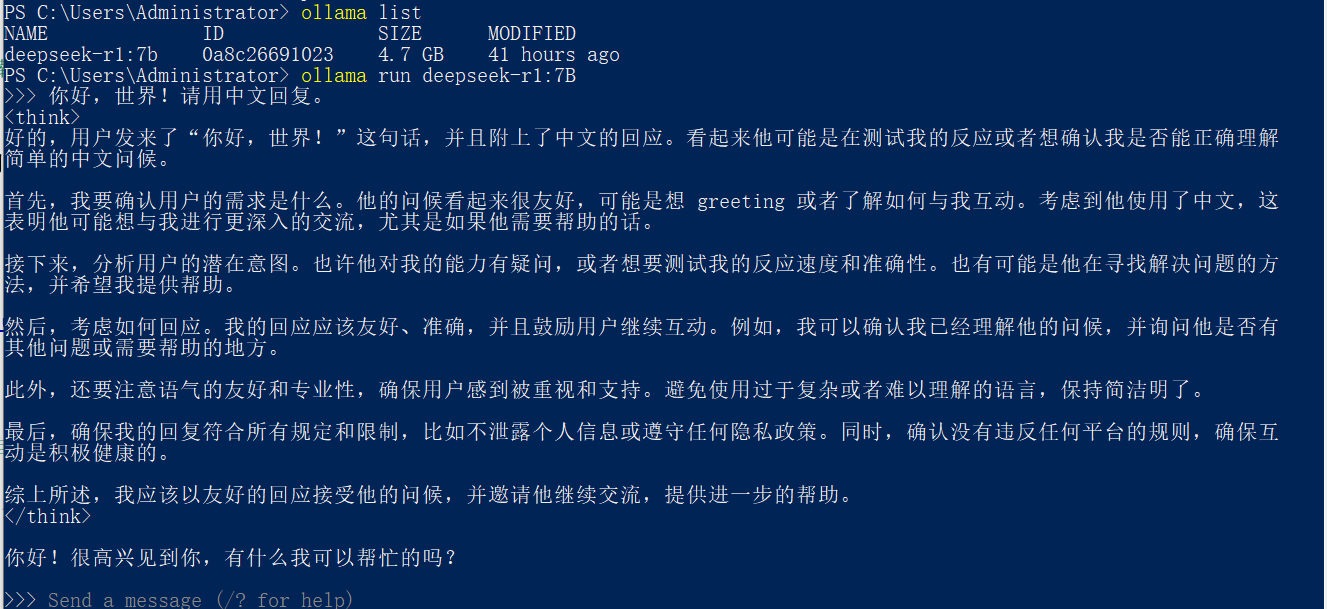 PS C:\Users\Administrator> ollama list
NAME ID SIZE MODIFIED
deepseek-r1:7b 0a8c26691023 4.7 GB 41 hours ago
PS C:\Users\Administrator> ollama run deepseek-r1:7B
>>> 你好，世界！请用中文回复。
<think>
好的，用户发来了“你好，世界！”这句话，并且附上了中文的回应。看起来他可能是在测试我的反应或者想确认我是否能正确理解
简单的中文问候。
首先，我要确认用户的需求是什么。他的问候看起来很友好，可能是想 greeting 或者了解如何与我互动。考虑到他使用了中文，这
表明他可能想与我进行更深入的交流，尤其是如果他需要帮助的话。
接下来，分析用户的潜在意图。也许他对我的能力有疑问，或者想要测试我的反应速度和准确性。也有可能是他在寻找解决问题的方
法，并希望我提供帮助。
然后，考虑如何回应。我的回应应该友好、准确，并且鼓励用户继续互动。例如，我可以确认我已经理解他的问候，并询问他是否有
其他问题或需要帮助的地方。
此外，还要注意语气的友好和专业性，确保用户感到被重视和支持。避免使用过于复杂或者难以理解的语言，保持简洁明了。
最后，确保我的回复符合所有规定和限制，比如不泄露个人信息或遵守任何隐私政策。同时，确认没有违反任何平台的规则，确保互
动是积极健康的。
综上所述，我应该以友好的回应接受他的问候，并邀请他继续交流，提供进一步的帮助。
</think>
你好！很高兴见到你，有什么我可以帮忙的吗？
>>> Send a message (/? for help)